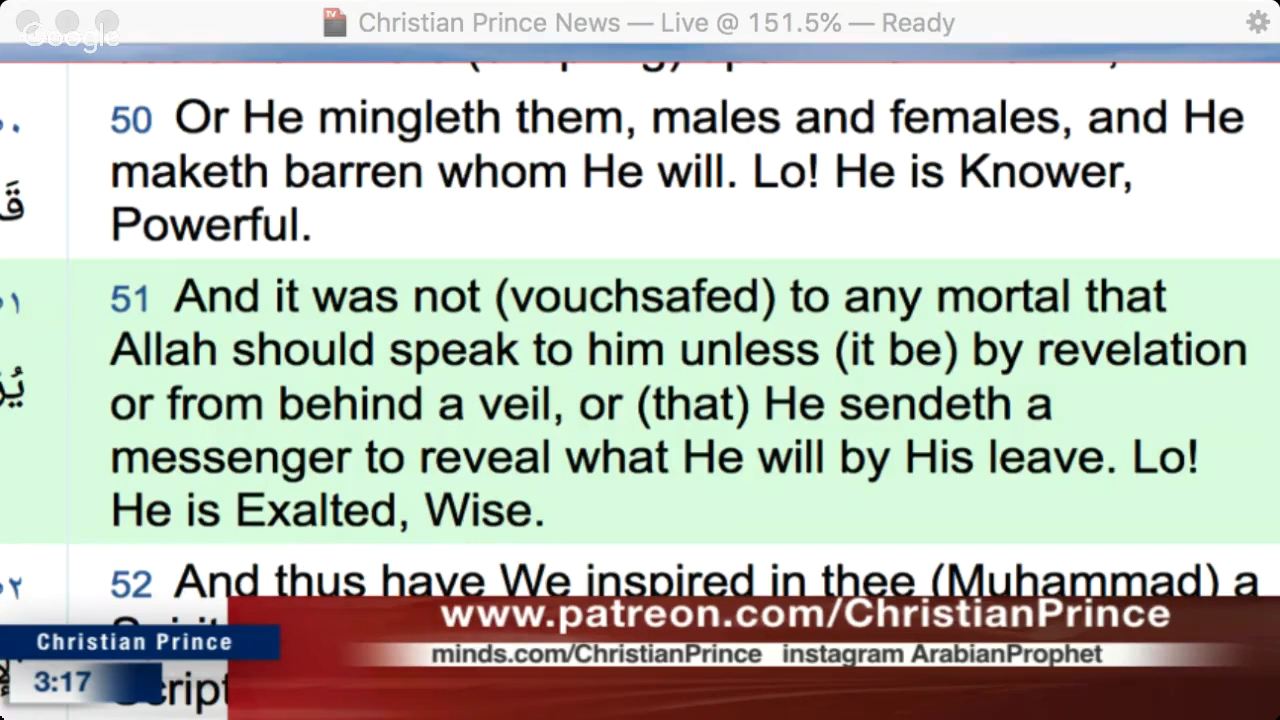 Christian Prince News — Live @ 151.5% — Ready
Google
50 Or He mingleth them, males and females, and He
maketh barren whom He will. Lo! He is Knower,
Powerful.
51 And it was not (vouchsafed) to any mortal that
Allah should speak to him unless (it be) by revelation
or from behind a veil, or (that) He sendeth a
messenger to reveal what He will by His leave. Lo!
He is Exalted, Wise.
52 And thus have We inspired in thee (Muhammad) a
www.patreon.com/ChristianPrince
Christian Prince
minds.com/ChristianPrince instagram ArabianProphet
3:17